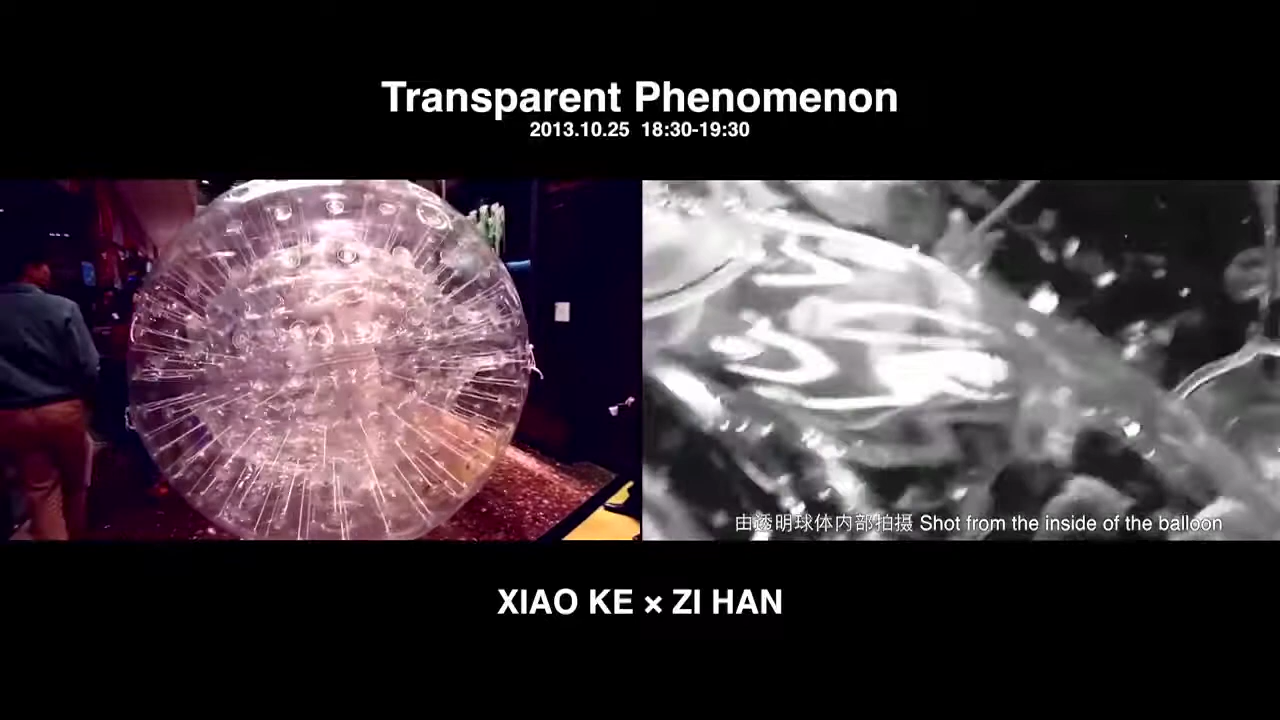 Transparent Phenomenon
2013.10.25 18:30-19:30
由透明球体内部拍摄 Shot from the inside of the balloon
XIAO KE × ZI HAN